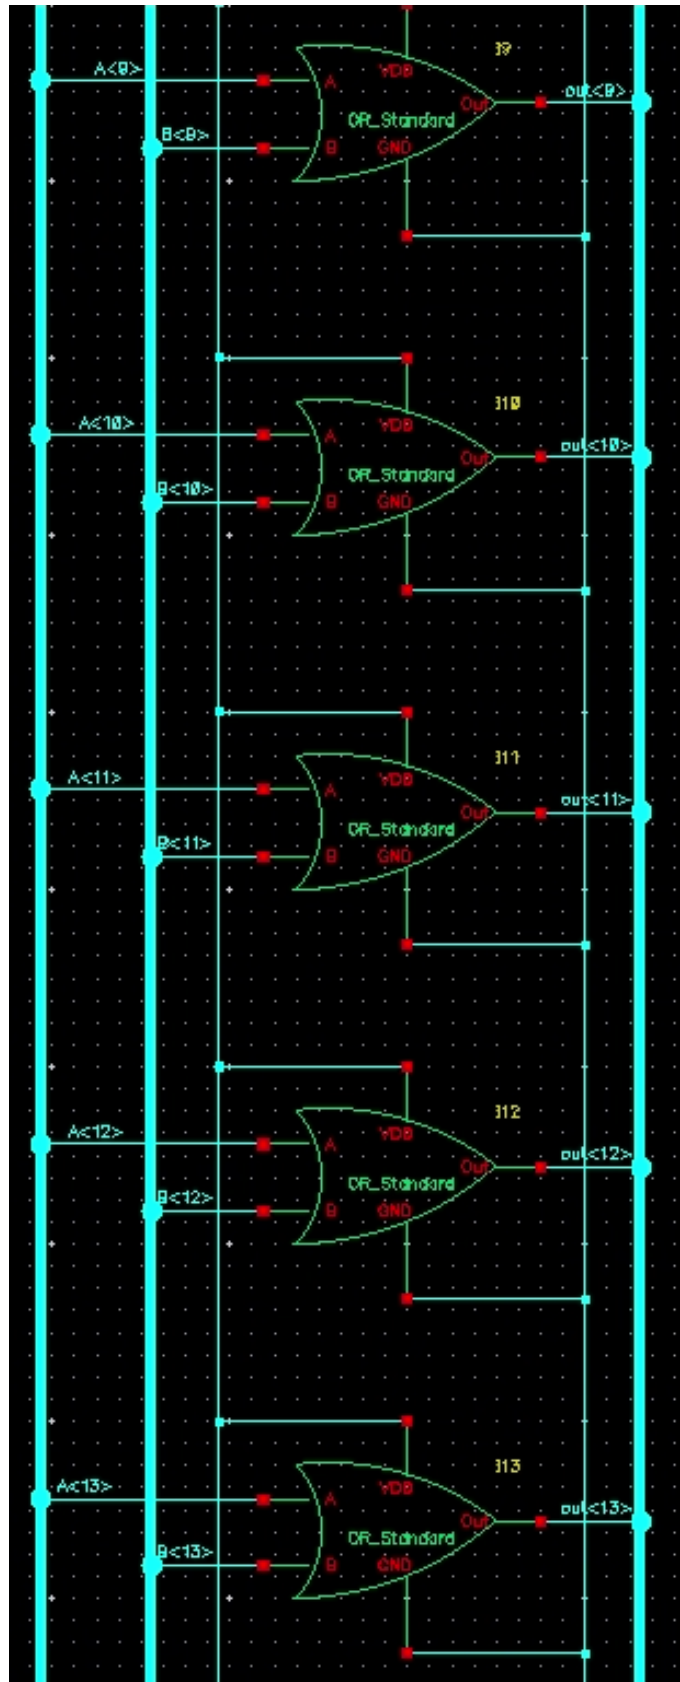 I9
A<9>
VDD
A
Out
out<9>
OR_Standard
B<9>
B
GND
I10
A<10>
VDD
A
Out
out<10>
OR_Standard
B<10>
B
GND
I11
A<11>
VDD
A
Out
out<11>
OR_Standard
B<11>
B
GND
I12
A<12>
VDD
A
Out
out<12>
OR_Standard
B<12>
B
GND
I13
A<13>
VDD
A
Out
out<13>
OR_Standard
B<13>
B
GND